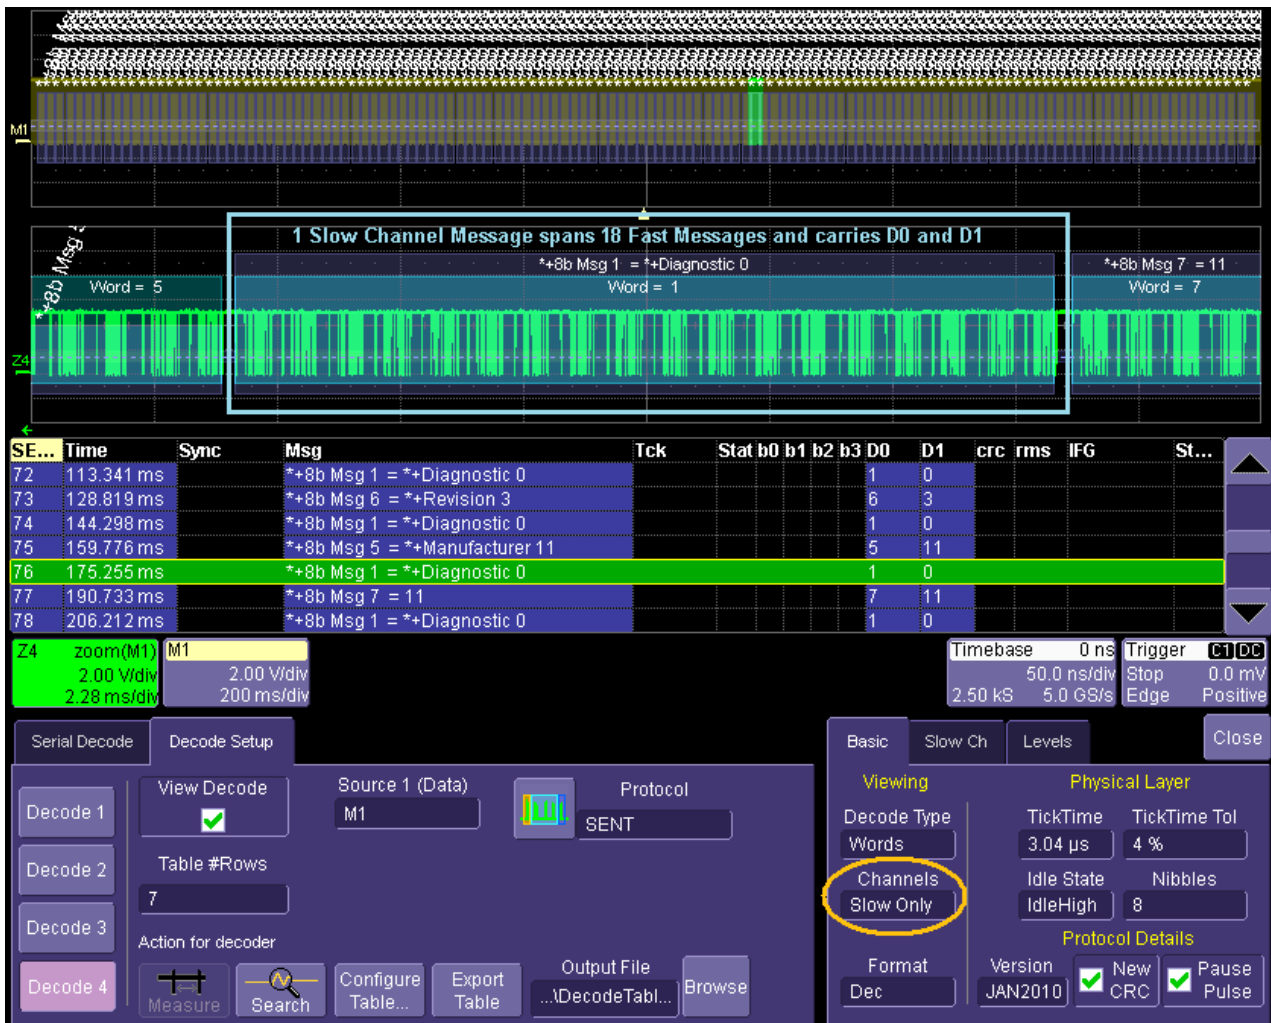 M1
1 Slow Channel Message spans 18 Fast Messages and carries D0 and D1
*+8b Msg 1 = *+Diagnostic 0
*+8b Msg 7 = 11
Word = 5
Word = 1
Word = 7
Z4
SE... Time Sync Msg Tck Stat b0 b1 b2 b3 D0 D1 crc rms IFG St...
72 113.341 ms *+8b Msg 1 = *+Diagnostic 0 1 0
73 128.819 ms *+8b Msg 6 = *+Revision 3 6 3
74 144.298 ms *+8b Msg 1 = *+Diagnostic 0 1 0
75 159.776 ms *+8b Msg 5 = *+Manufacturer 11 5 11
76 175.255 ms *+8b Msg 1 = *+Diagnostic 0 1 0
77 190.733 ms *+8b Msg 7 = 11 7 11
78 206.212 ms *+8b Msg 1 = *+Diagnostic 0 1 0
Z4 zoom(M1)
2.00 V/div
2.28 ms/div
M1
2.00 V/div
200 ms/div
Timebase 0 ns
50.0 ns/div
2.50 kS 5.0 GS/s
Trigger C1 DC
Stop 0.0 mV
Edge Positive
Serial Decode
Decode Setup
Basic
Slow Ch
Levels
Close
Decode 1
Decode 2
Decode 3
Decode 4
View Decode
Source 1 (Data)
M1
Protocol
SENT
Table #Rows
7
Action for decoder
Measure
Search
Configure
Table...
Export
Table
Output File
...\DecodeTabl...
Browse
Viewing
Decode Type
Words
Channels
Slow Only
Format
Dec
Physical Layer
TickTime
3.04 µs
TickTime Tol
4 %
Idle State
IdleHigh
Nibbles
8
Protocol Details
Version
JAN2010
New
CRC
Pause
Pulse